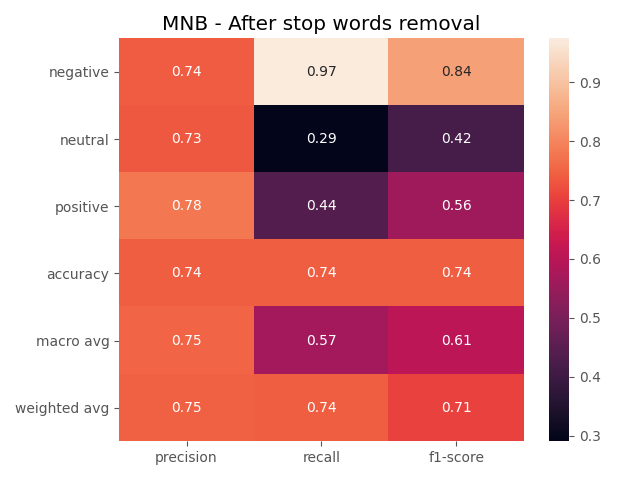 MNB - After stop words removal
negative 0.74 0.97 0.84 0.9
neutral 0.73 0.29 0.42 0.8
positive 0.78 0.44 0.56 0.7
accuracy 0.74 0.74 0.74 0.6
macro avg 0.75 0.57 0.61 0.5
weighted avg 0.75 0.74 0.71 0.4
0.3
precision recall f1-score